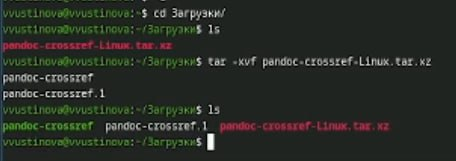 vvustinova@vvustinova:~$ cd Загрузки/
vvustinova@vvustinova:~/Загрузки$ ls
pandoc-crossref-Linux.tar.xz
vvustinova@vvustinova:~/Загрузки$ tar -xvf pandoc-crossref-Linux.tar.xz
pandoc-crossref
pandoc-crossref.1
vvustinova@vvustinova:~/Загрузки$ ls
pandoc-crossref pandoc-crossref.1 pandoc-crossref-Linux.tar.xz
vvustinova@vvustinova:~/Загрузки$